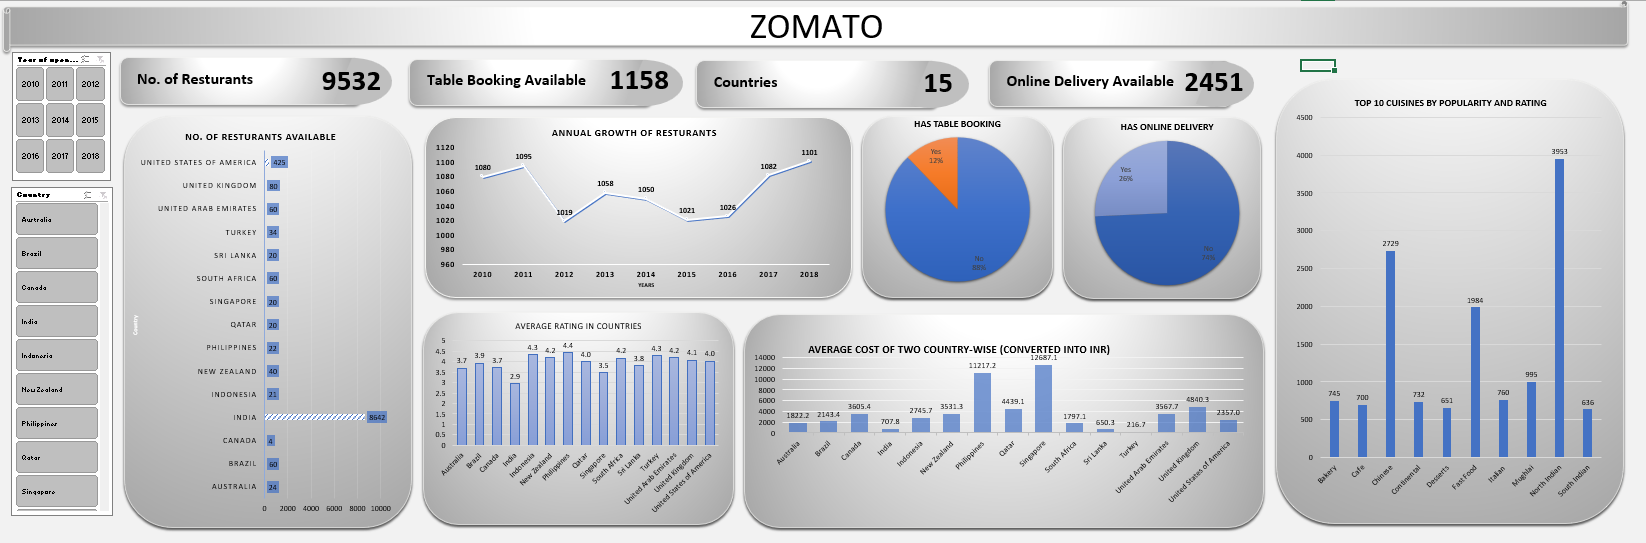 ZOMATO
Year of open...
2010 2011 2012
2013 2014 2015
2016 2017 2018
Country
Australia
Brazil
Canada
India
Indonesia
New Zealand
Philippines
Qatar
Singapore
No. of Resturants 9532
Table Booking Available 1158
Countries 15
Online Delivery Available 2451
NO. OF RESTURANTS AVAILABLE
Country
UNITED STATES OF AMERICA 425
UNITED KINGDOM 80
UNITED ARAB EMIRATES 60
TURKEY 34
SRI LANKA 20
SOUTH AFRICA 60
SINGAPORE 20
QATAR 20
PHILIPPINES 22
NEW ZEALAND 40
INDONESIA 21
INDIA 8642
CANADA 4
BRAZIL 60
AUSTRALIA 24
0 2000 4000 6000 8000 10000
ANNUAL GROWTH OF RESTURANTS
1120
1100
1080
1060
1040
1020
1000
980
960
1080 1095 1019 1058 1050 1021 1026 1082 1101
2010 2011 2012 2013 2014 2015 2016 2017 2018
YEARS
HAS TABLE BOOKING
Yes
12%
No
88%
HAS ONLINE DELIVERY
Yes
26%
No
74%
AVERAGE RATING IN COUNTRIES
5
4.5
4
3.5
3
2.5
2
1.5
1
0.5
0
3.7 3.9 3.7 2.9 4.3 4.2 4.4 4.0 3.5 4.2 3.8 4.3 4.2 4.1 4.0
Australia
Brazil
Canada
India
Indonesia
New Zealand
Philippines
Qatar
Singapore
South Africa
Sri Lanka
Turkey
United Arab Emirates
United Kingdom
United States of America
AVERAGE COST OF TWO COUNTRY-WISE (CONVERTED INTO INR)
14000
12000
10000
8000
6000
4000
2000
0
1822.2 2143.4 3605.4 707.8 2745.7 3531.3 11217.2 4439.1 12687.1 1797.1 650.3 216.7 3567.7 4840.3 2357.0
Australia
Brazil
Canada
India
Indonesia
New Zealand
Philippines
Qatar
Singapore
South Africa
Sri Lanka
Turkey
United Arab Emirates
United Kingdom
United States of America
TOP 10 CUISINES BY POPULARITY AND RATING
4500
4000
3500
3000
2500
2000
1500
1000
500
0
745 700 2729 732 651 1984 760 995 3953 636
Bakery
Cafe
Chinese
Continental
Desserts
Fast Food
Italian
Mughlai
North Indian
South Indian